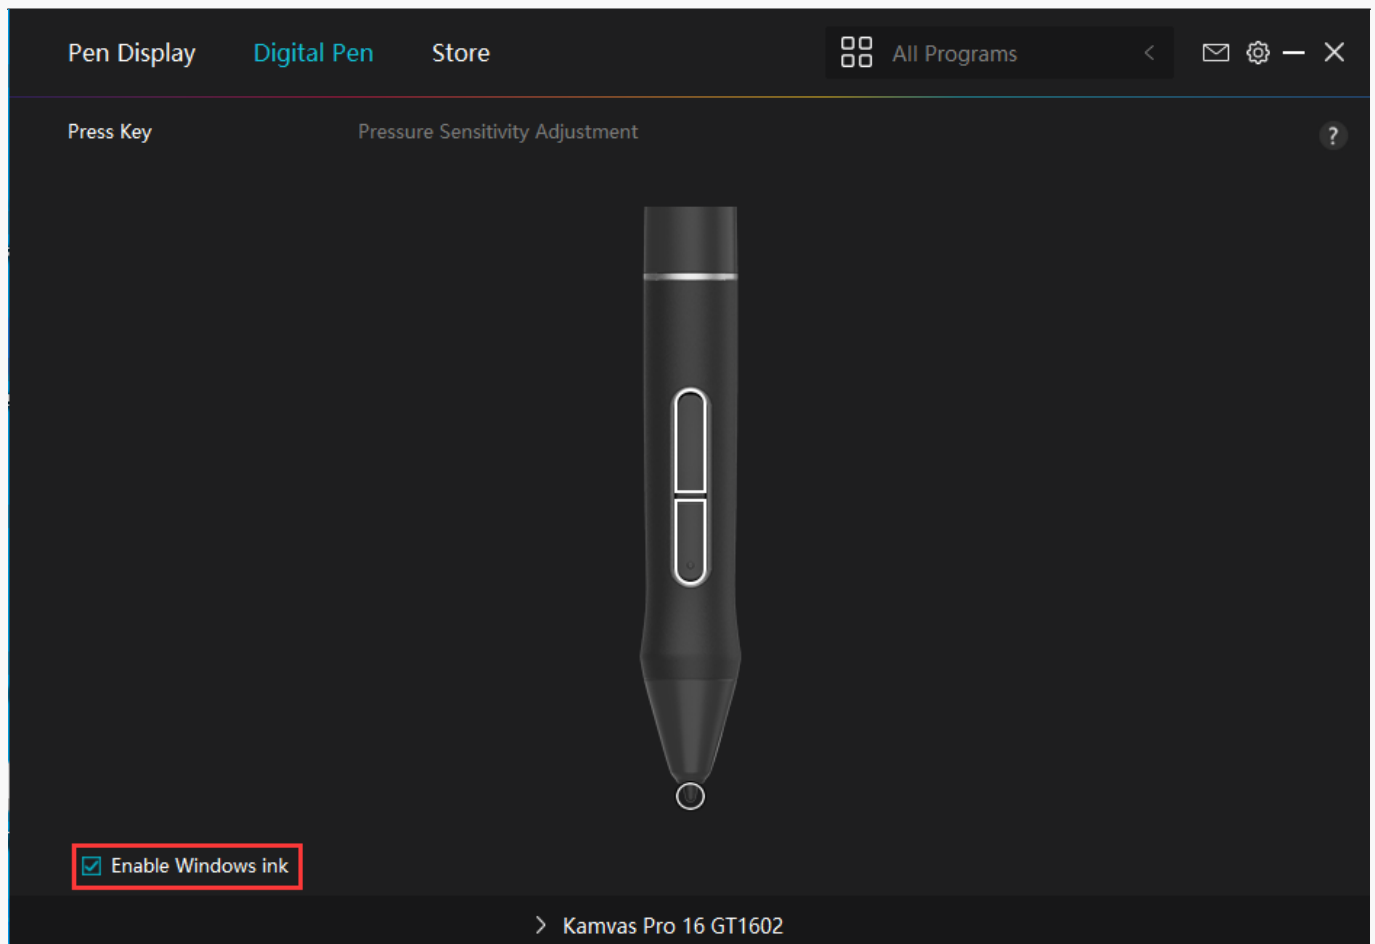 Pen Display Digital Pen Store All Programs
Press Key Pressure Sensitivity Adjustment ?
Enable Windows ink
Kamvas Pro 16 GT1602